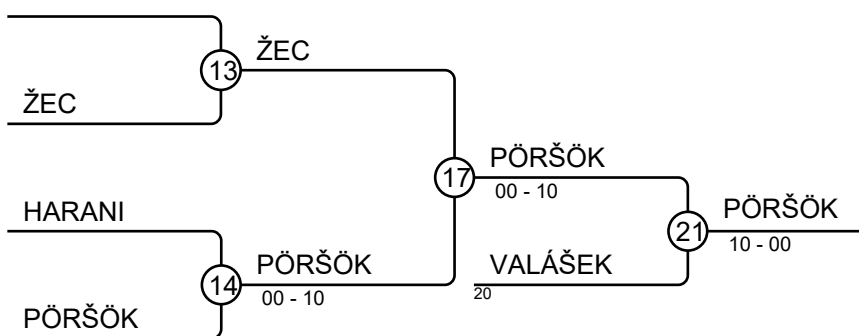 ŽEC
13
ŽEC
HARANI
14
PÖRŠÖK
PÖRŠÖK
00 - 10
17
PÖRŠÖK
00 - 10
VALÁŠEK
20
21
PÖRŠÖK
10 - 00